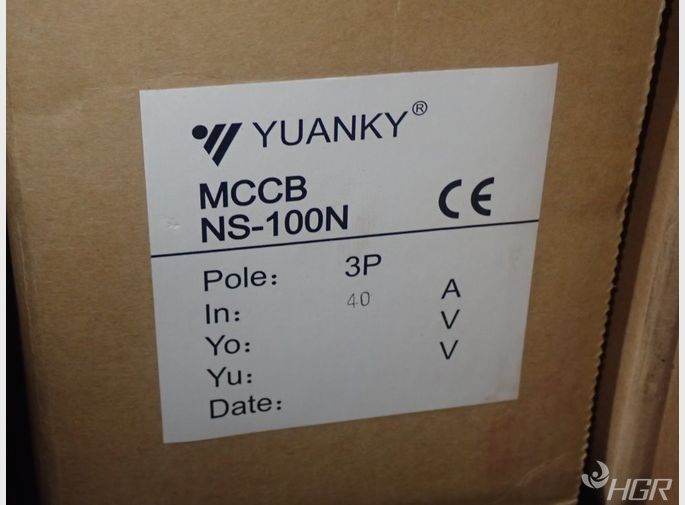 YUANKY®
MCCB
NS-100N
CE
Pole: 3P
In: 40 A
Yo: V
Yu: V
Date:
HGR